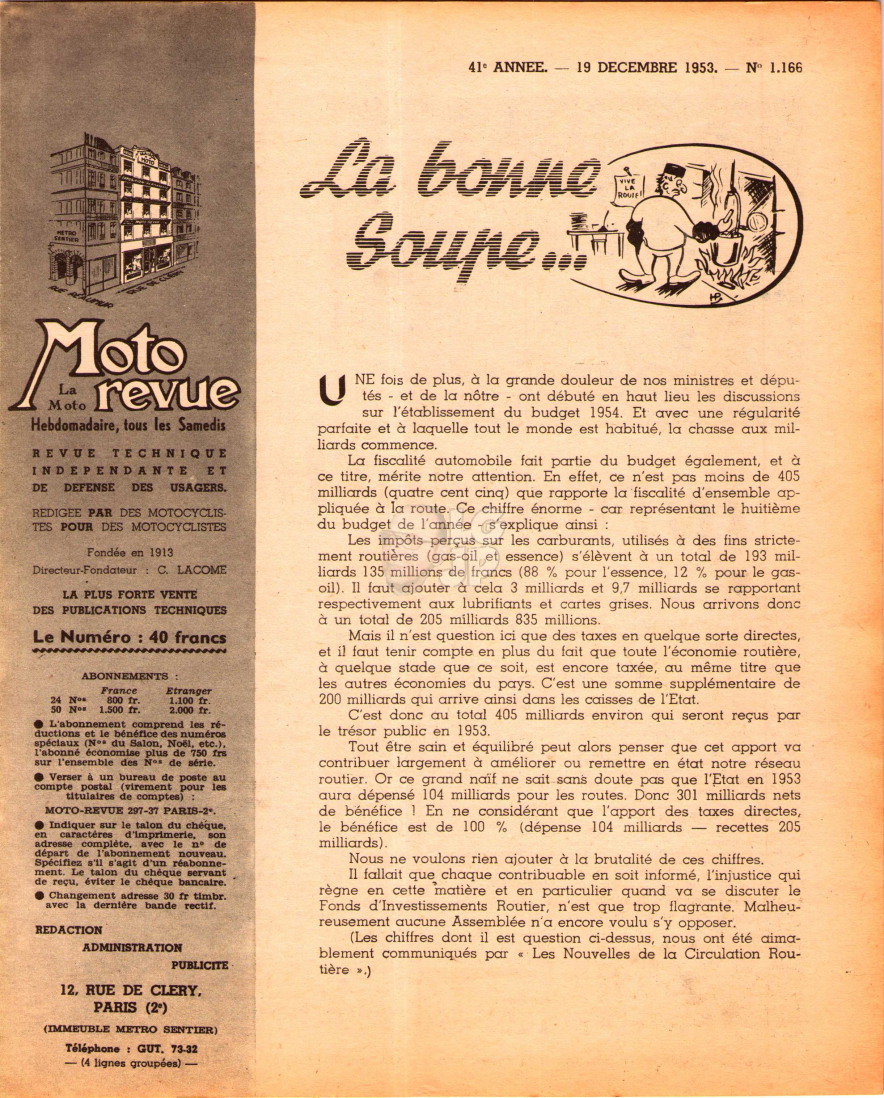 41e ANNEE. — 19 DECEMBRE 1953. — No 1.166
La bonne
Soupe...
VIVE
LA
ROUTE!
HB
METRO
SENTIER
RUE REAUMUR
RUE DE CLERY
Moto
revue
La
Moto
Hebdomadaire, tous les Samedis
REVUE TECHNIQUE
INDEPENDANTE ET
DE DEFENSE DES USAGERS.
REDIGEE PAR DES MOTOCYCLIS-
TES POUR DES MOTOCYCLISTES
Fondée en 1913
Directeur-Fondateur : C. LACOME
LA PLUS FORTE VENTE
DES PUBLICATIONS TECHNIQUES
Le Numéro : 40 francs
ABONNEMENTS :
France Etranger
24 Nos 800 fr. 1.100 fr.
50 Nos 1.500 fr. 2.000 fr.
● L'abonnement comprend les ré-
ductions et le bénéfice des numéros
spéciaux (Nos du Salon, Noël, etc.),
l'abonné économise plus de 750 frs
sur l'ensemble des Nos de série.
● Verser à un bureau de poste au
compte postal (virement pour les
titulaires de comptes) :
MOTO-REVUE 297-37 PARIS-2e.
● Indiquer sur le talon du chèque,
en caractères d'imprimerie, son
adresse complète, avec le no de
départ de l'abonnement nouveau.
Spécifiez s'il s'agit d'un réabonne-
ment. Le talon du chèque servant
de reçu, éviter le chèque bancaire.
● Changement adresse 30 fr timbr.
avec la dernière bande rectif.
REDACTION
ADMINISTRATION
PUBLICITE
12, RUE DE CLERY,
PARIS (2e)
(IMMEUBLE METRO SENTIER)
Téléphone : GUT. 73-32
— (4 lignes groupées) —
UNE fois de plus, à la grande douleur de nos ministres et dépu-
tés - et de la nôtre - ont débuté en haut lieu les discussions
sur l'établissement du budget 1954. Et avec une régularité
parfaite et à laquelle tout le monde est habitué, la chasse aux mil-
liards commence.
La fiscalité automobile fait partie du budget également, et à
ce titre, mérite notre attention. En effet, ce n'est pas moins de 405
milliards (quatre cent cinq) que rapporte la fiscalité d'ensemble ap-
pliquée à la route. Ce chiffre énorme - car représentant le huitième
du budget de l'année - s'explique ainsi :
Les impôts perçus sur les carburants, utilisés à des fins stricte-
ment routières (gas-oil et essence) s'élèvent à un total de 193 mil-
liards 135 millions de francs (88 % pour l'essence, 12 % pour le gas-
oil). Il faut ajouter à cela 3 milliards et 9,7 milliards se rapportant
respectivement aux lubrifiants et cartes grises. Nous arrivons donc
à un total de 205 milliards 835 millions.
Mais il n'est question ici que des taxes en quelque sorte directes,
et il faut tenir compte en plus du fait que toute l'économie routière,
à quelque stade que ce soit, est encore taxée, au même titre que
les autres économies du pays. C'est une somme supplémentaire de
200 milliards qui arrive ainsi dans les caisses de l'Etat.
C'est donc au total 405 milliards environ qui seront reçus par
le trésor public en 1953.
Tout être sain et équilibré peut alors penser que cet apport va
contribuer largement à améliorer ou remettre en état notre réseau
routier. Or ce grand naïf ne sait sans doute pas que l'Etat en 1953
aura dépensé 104 milliards pour les routes. Donc 301 milliards nets
de bénéfice ! En ne considérant que l'apport des taxes directes,
le bénéfice est de 100 % (dépense 104 milliards — recettes 205
milliards).
Nous ne voulons rien ajouter à la brutalité de ces chiffres.
Il fallait que chaque contribuable en soit informé, l'injustice qui
règne en cette matière et en particulier quand va se discuter le
Fonds d'Investissements Routier, n'est que trop flagrante. Malheu-
reusement aucune Assemblée n'a encore voulu s'y opposer.
(Les chiffres dont il est question ci-dessus, nous ont été aima-
blement communiqués par « Les Nouvelles de la Circulation Rou-
tière ».)